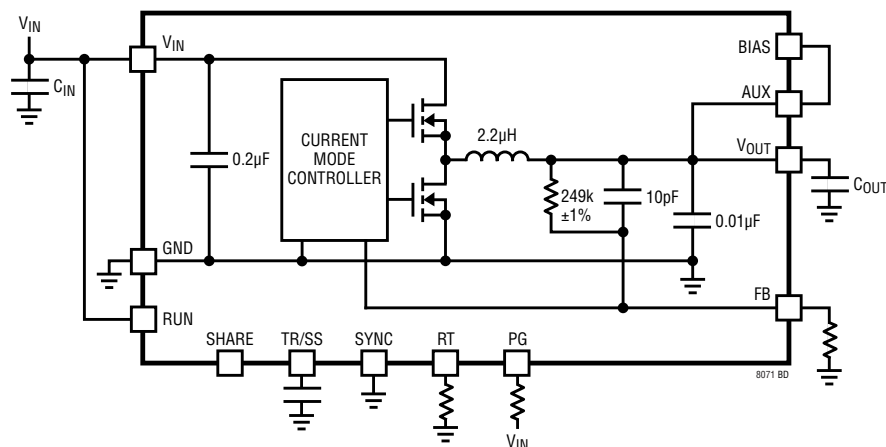 VIN
VIN
CIN
0.2µF
CURRENT
MODE
CONTROLLER
2.2µH
249k
±1%
10pF
0.01µF
BIAS
AUX
VOUT
COUT
GND
FB
RUN
SHARE
TR/SS
SYNC
RT
PG
VIN
8071 BD